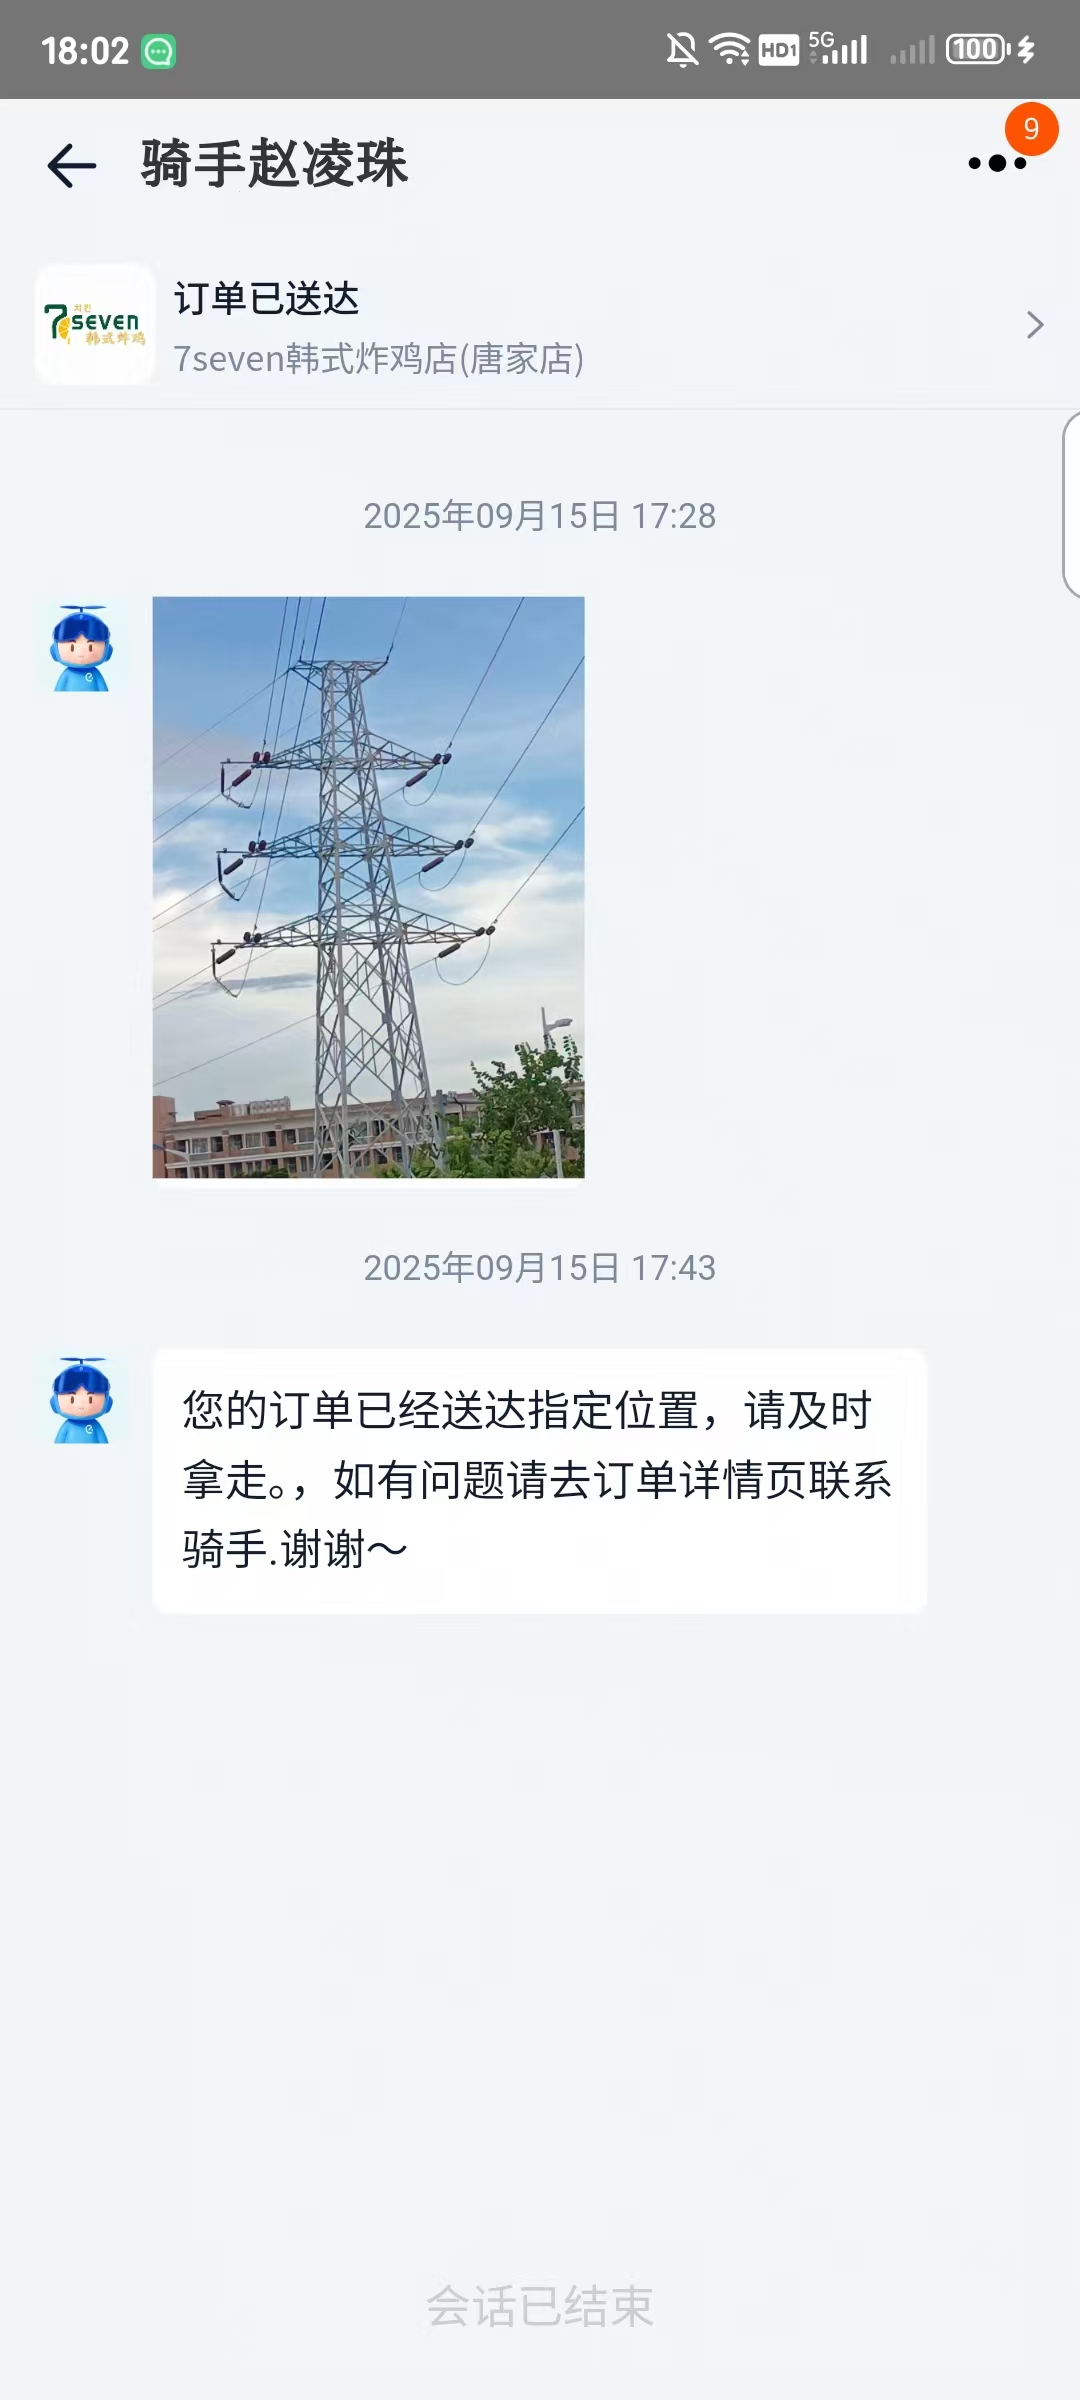 18:02
HD1 5G 100
9
骑手赵凌珠
订单已送达
7seven韩式炸鸡店(唐家店)
치킨
7seven
韩式炸鸡
2025年09月15日 17:28
2025年09月15日 17:43
您的订单已经送达指定位置，请及时
拿走。，如有问题请去订单详情页联系
骑手.谢谢～
会话已结束